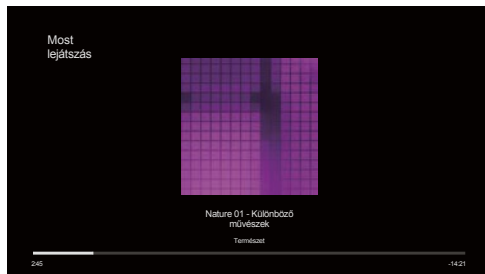 Most
lejátszás
Nature 01 - Különböző
művészek
Természet
2:45
-14:21